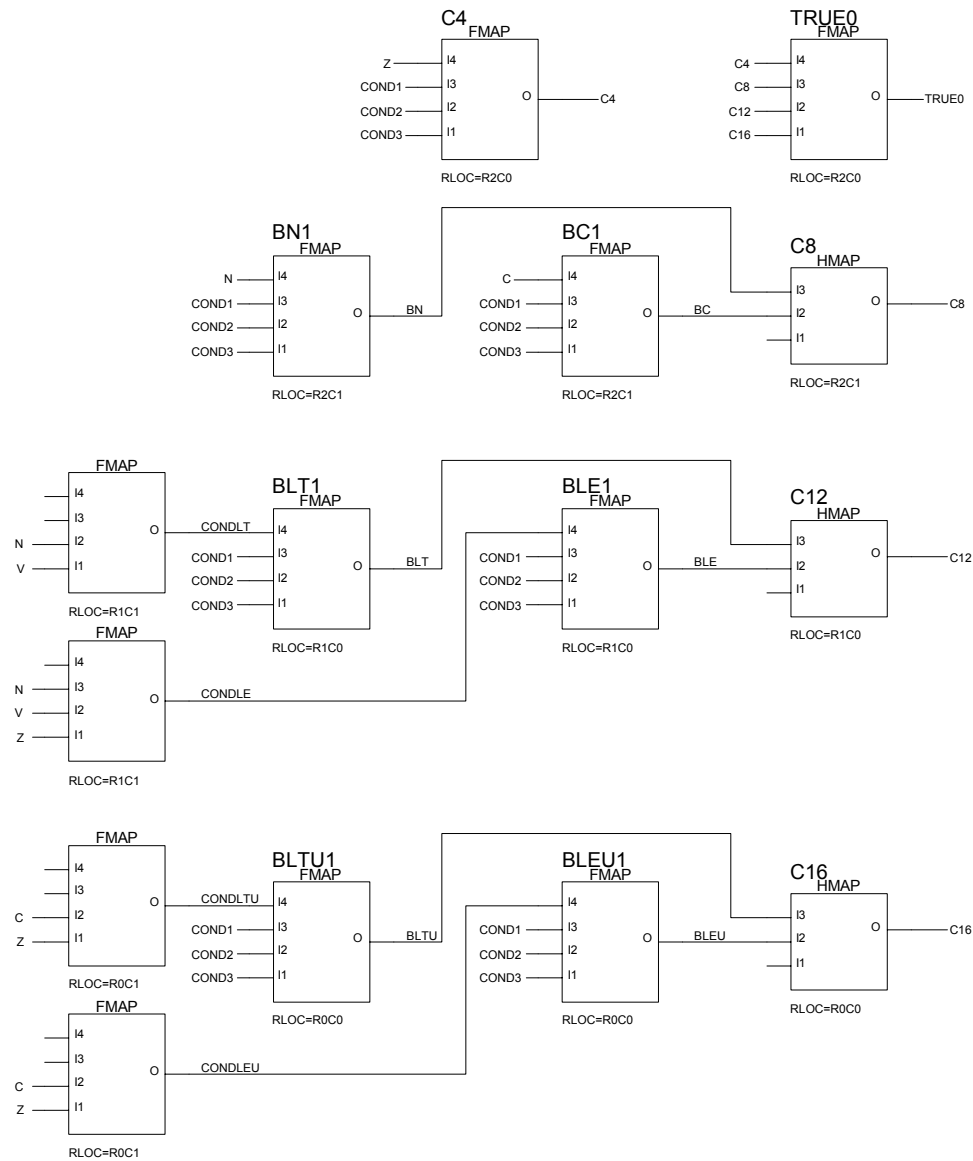 C4
FMAP
Z I4
COND1 I3
COND2 I2
COND3 I1
O C4
RLOC=R2C0
TRUE0
FMAP
C4 I4
C8 I3
C12 I2
C16 I1
O TRUE0
RLOC=R2C0
BN1
FMAP
N I4
COND1 I3
COND2 I2
COND3 I1
O BN
RLOC=R2C1
BC1
FMAP
C I4
COND1 I3
COND2 I2
COND3 I1
O BC
RLOC=R2C1
C8
HMAP
I3
I2
I1
O C8
RLOC=R2C1
FMAP
I4
I3
N I2
V I1
O CONDLT
RLOC=R1C1
BLT1
FMAP
I4
COND1 I3
COND2 I2
COND3 I1
O BLT
RLOC=R1C0
BLE1
FMAP
I4
COND1 I3
COND2 I2
COND3 I1
O BLE
RLOC=R1C0
C12
HMAP
I3
I2
I1
O C12
RLOC=R1C0
FMAP
I4
N I3
V I2
Z I1
O CONDLE
RLOC=R1C1
FMAP
I4
I3
C I2
Z I1
O CONDLTU
RLOC=R0C1
BLTU1
FMAP
I4
COND1 I3
COND2 I2
COND3 I1
O BLTU
RLOC=R0C0
BLEU1
FMAP
I4
COND1 I3
COND2 I2
COND3 I1
O BLEU
RLOC=R0C0
C16
HMAP
I3
I2
I1
O C16
RLOC=R0C0
FMAP
I4
I3
C I2
Z I1
O CONDLEU
RLOC=R0C1